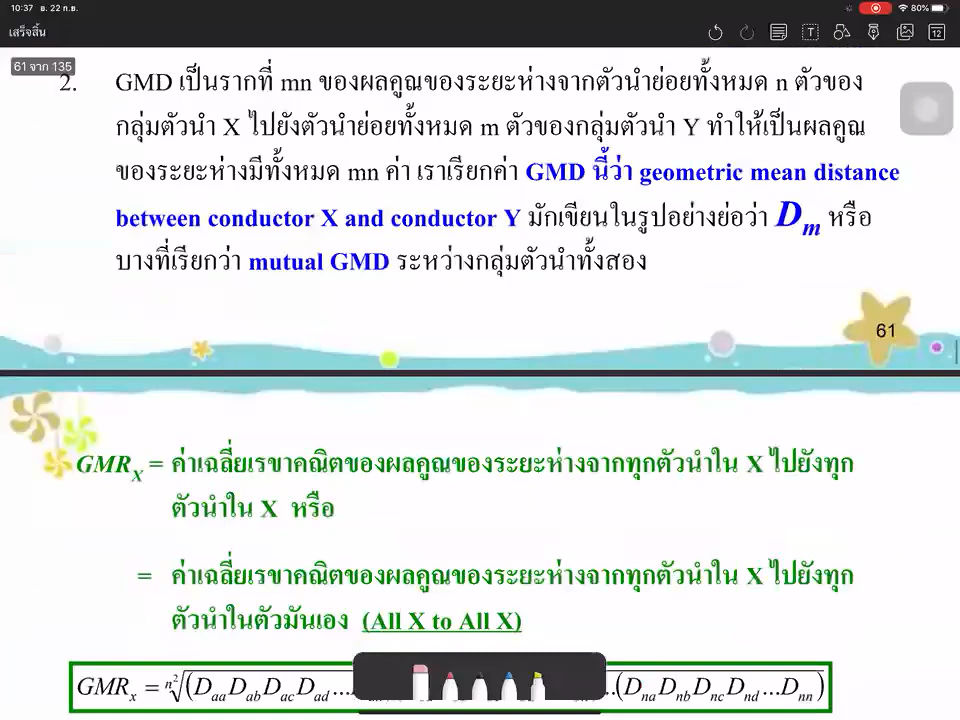 10:37 อ. 22 ก.ย.
80%
เสร็จสิ้น
12
61 จาก 135
2. GMD เป็นรากที่ mn ของผลคูณของระยะห่างจากตัวนำย่อยทั้งหมด n ตัวของ
กลุ่มตัวนำ X ไปยังตัวนำย่อยทั้งหมด m ตัวของกลุ่มตัวนำ Y ทำให้เป็นผลคูณ
ของระยะห่างมีทั้งหมด mn ค่า เราเรียกค่า GMD นี้ว่า geometric mean distance
between conductor X and conductor Y มักเขียนในรูปอย่างย่อว่า Dm หรือ
บางที่เรียกว่า mutual GMD ระหว่างกลุ่มตัวนำทั้งสอง
61
GMRX = ค่าเฉลี่ยเรขาคณิตของผลคูณของระยะห่างจากทุกตัวนำใน X ไปยังทุก
ตัวนำใน X หรือ
= ค่าเฉลี่ยเรขาคณิตของผลคูณของระยะห่างจากทุกตัวนำใน X ไปยังทุก
ตัวนำในตัวมันเอง (All X to All X)
GMRx = n²√(Daa Dab Dac Dad... ...(Dna Dnb Dnc Dnd...Dnn)